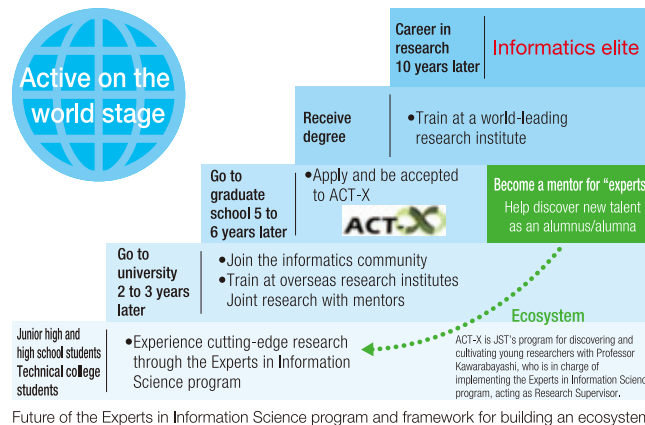 Active on the
world stage
Career in
research
10 years later
Informatics elite
Receive
degree
•Train at a world-leading
research institute
Go to
graduate
school 5 to
6 years later
•Apply and be accepted
to ACT-X
ACT-X
Become a mentor for “experts
Help discover new talent
as an alumnus/alumna
Go to
university
2 to 3 years
later
•Join the informatics community
•Train at overseas research institutes
Joint research with mentors
Ecosystem
Junior high and
high school students
Technical college
students
•Experience cutting-edge research
through the Experts in Information
Science program
ACT-X is JST's program for discovering and
cultivating young researchers with Professor
Kawarabayashi, who is in charge of
implementing the Experts in Information Scienc
program, acting as Research Supervisor.
Future of the Experts in Information Science program and framework for building an ecosystem